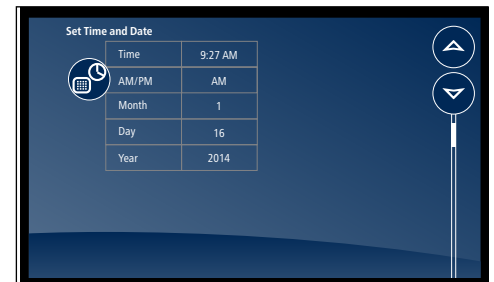 Set Time and Date
Time 9:27 AM
AM/PM AM
Month 1
Day 16
Year 2014